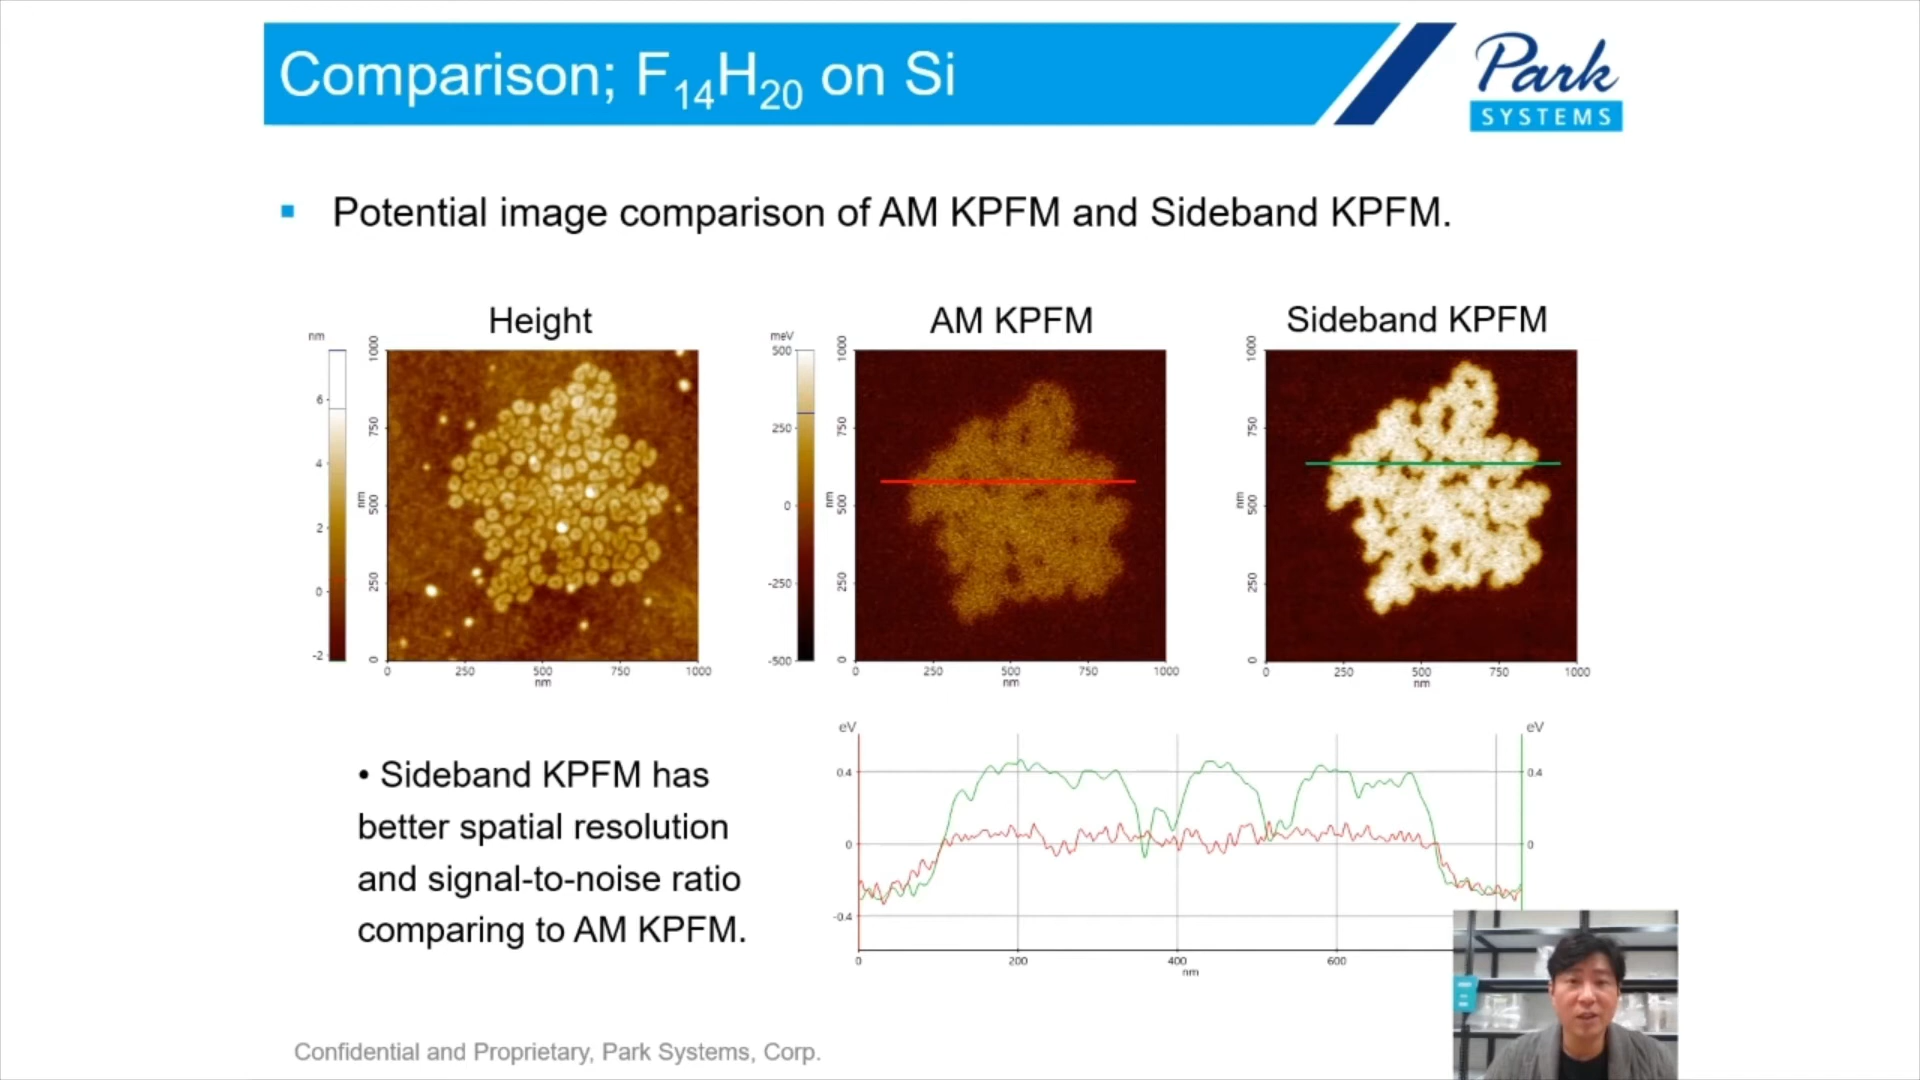 Comparison; F₁₄H₂₀ on Si
Park
SYSTEMS
▪ Potential image comparison of AM KPFM and Sideband KPFM.
Height
AM KPFM
Sideband KPFM
nm
6
4
2
0
-2
1000
750
500
250
0
nm
0 250 500 750 1000
nm
meV
500
250
0
-250
-500
1000
750
500
250
0
nm
0 250 500 750 1000
nm
1000
750
500
250
0
nm
0 250 500 750 1000
nm
• Sideband KPFM has
better spatial resolution
and signal-to-noise ratio
comparing to AM KPFM.
eV
0.4
0
-0.4
0 200 400 600
nm
eV
0.4
0
Confidential and Proprietary, Park Systems, Corp.